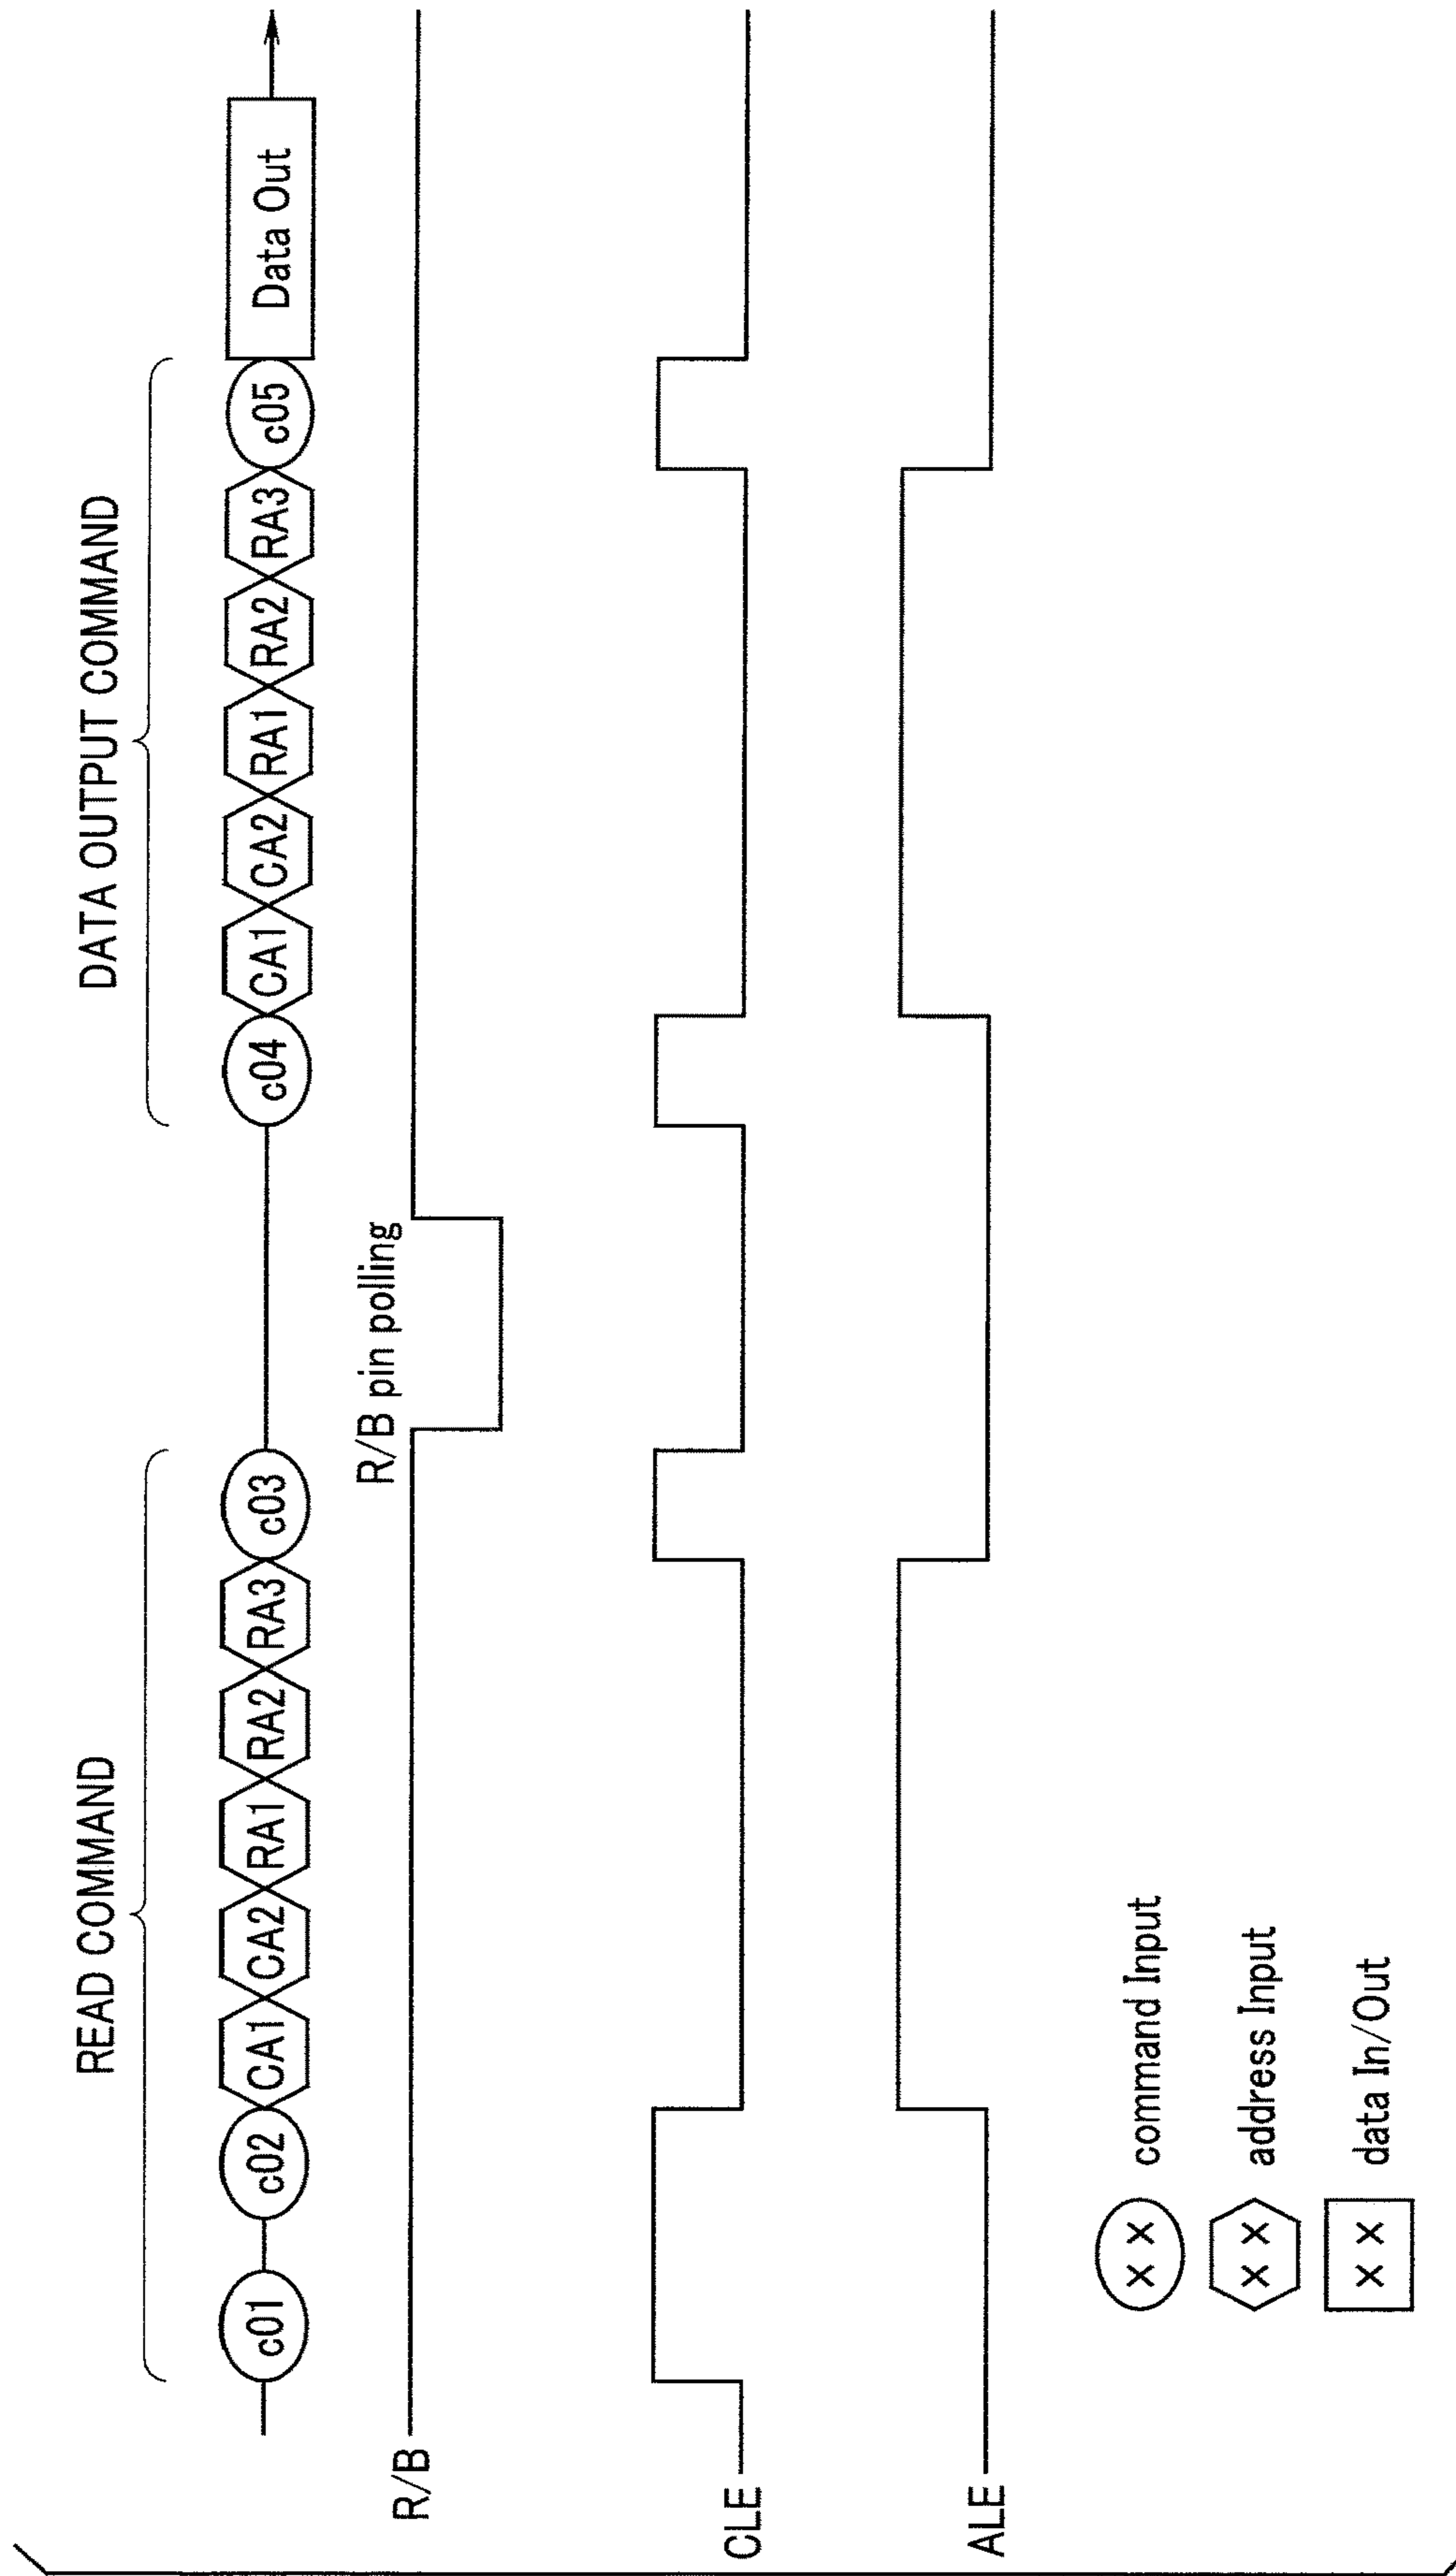 READ COMMAND DATA OUTPUT COMMAND
c01 c02 CA1 CA2 RA1 RA2 RA3 c03 c04 CA1 CA2 RA1 RA2 RA3 c05 Data Out
R/B pin polling
R/B
CLE
ALE
×× command Input
×× address Input
×× data In/Out